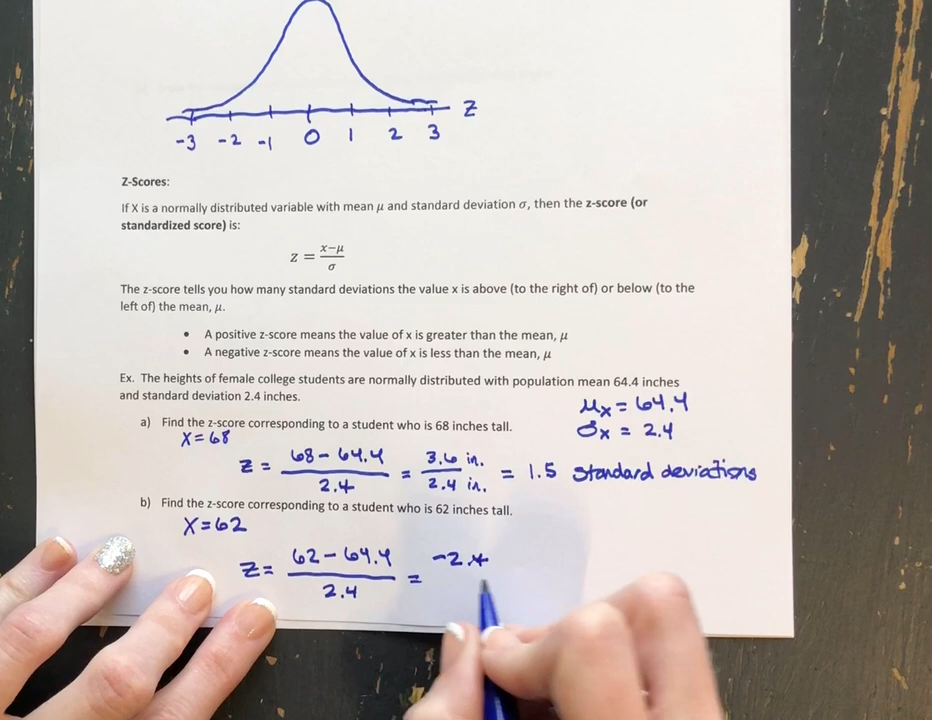 Z
-3 -2 -1 0 1 2 3
Z-Scores:
If X is a normally distributed variable with mean μ and standard deviation σ, then the z-score (or
standardized score) is:
z = x−μ / σ
The z-score tells you how many standard deviations the value x is above (to the right of) or below (to the
left of) the mean, μ.
• A positive z-score means the value of x is greater than the mean, μ
• A negative z-score means the value of x is less than the mean, μ
Ex. The heights of female college students are normally distributed with population mean 64.4 inches
and standard deviation 2.4 inches.
μx = 64.4
σx = 2.4
a) Find the z-score corresponding to a student who is 68 inches tall.
X=68
z = 68 - 64.4 / 2.4 = 3.6 in. / 2.4 in. = 1.5 standard deviations
b) Find the z-score corresponding to a student who is 62 inches tall.
X=62
z = 62 - 64.4 / 2.4 = -2.4